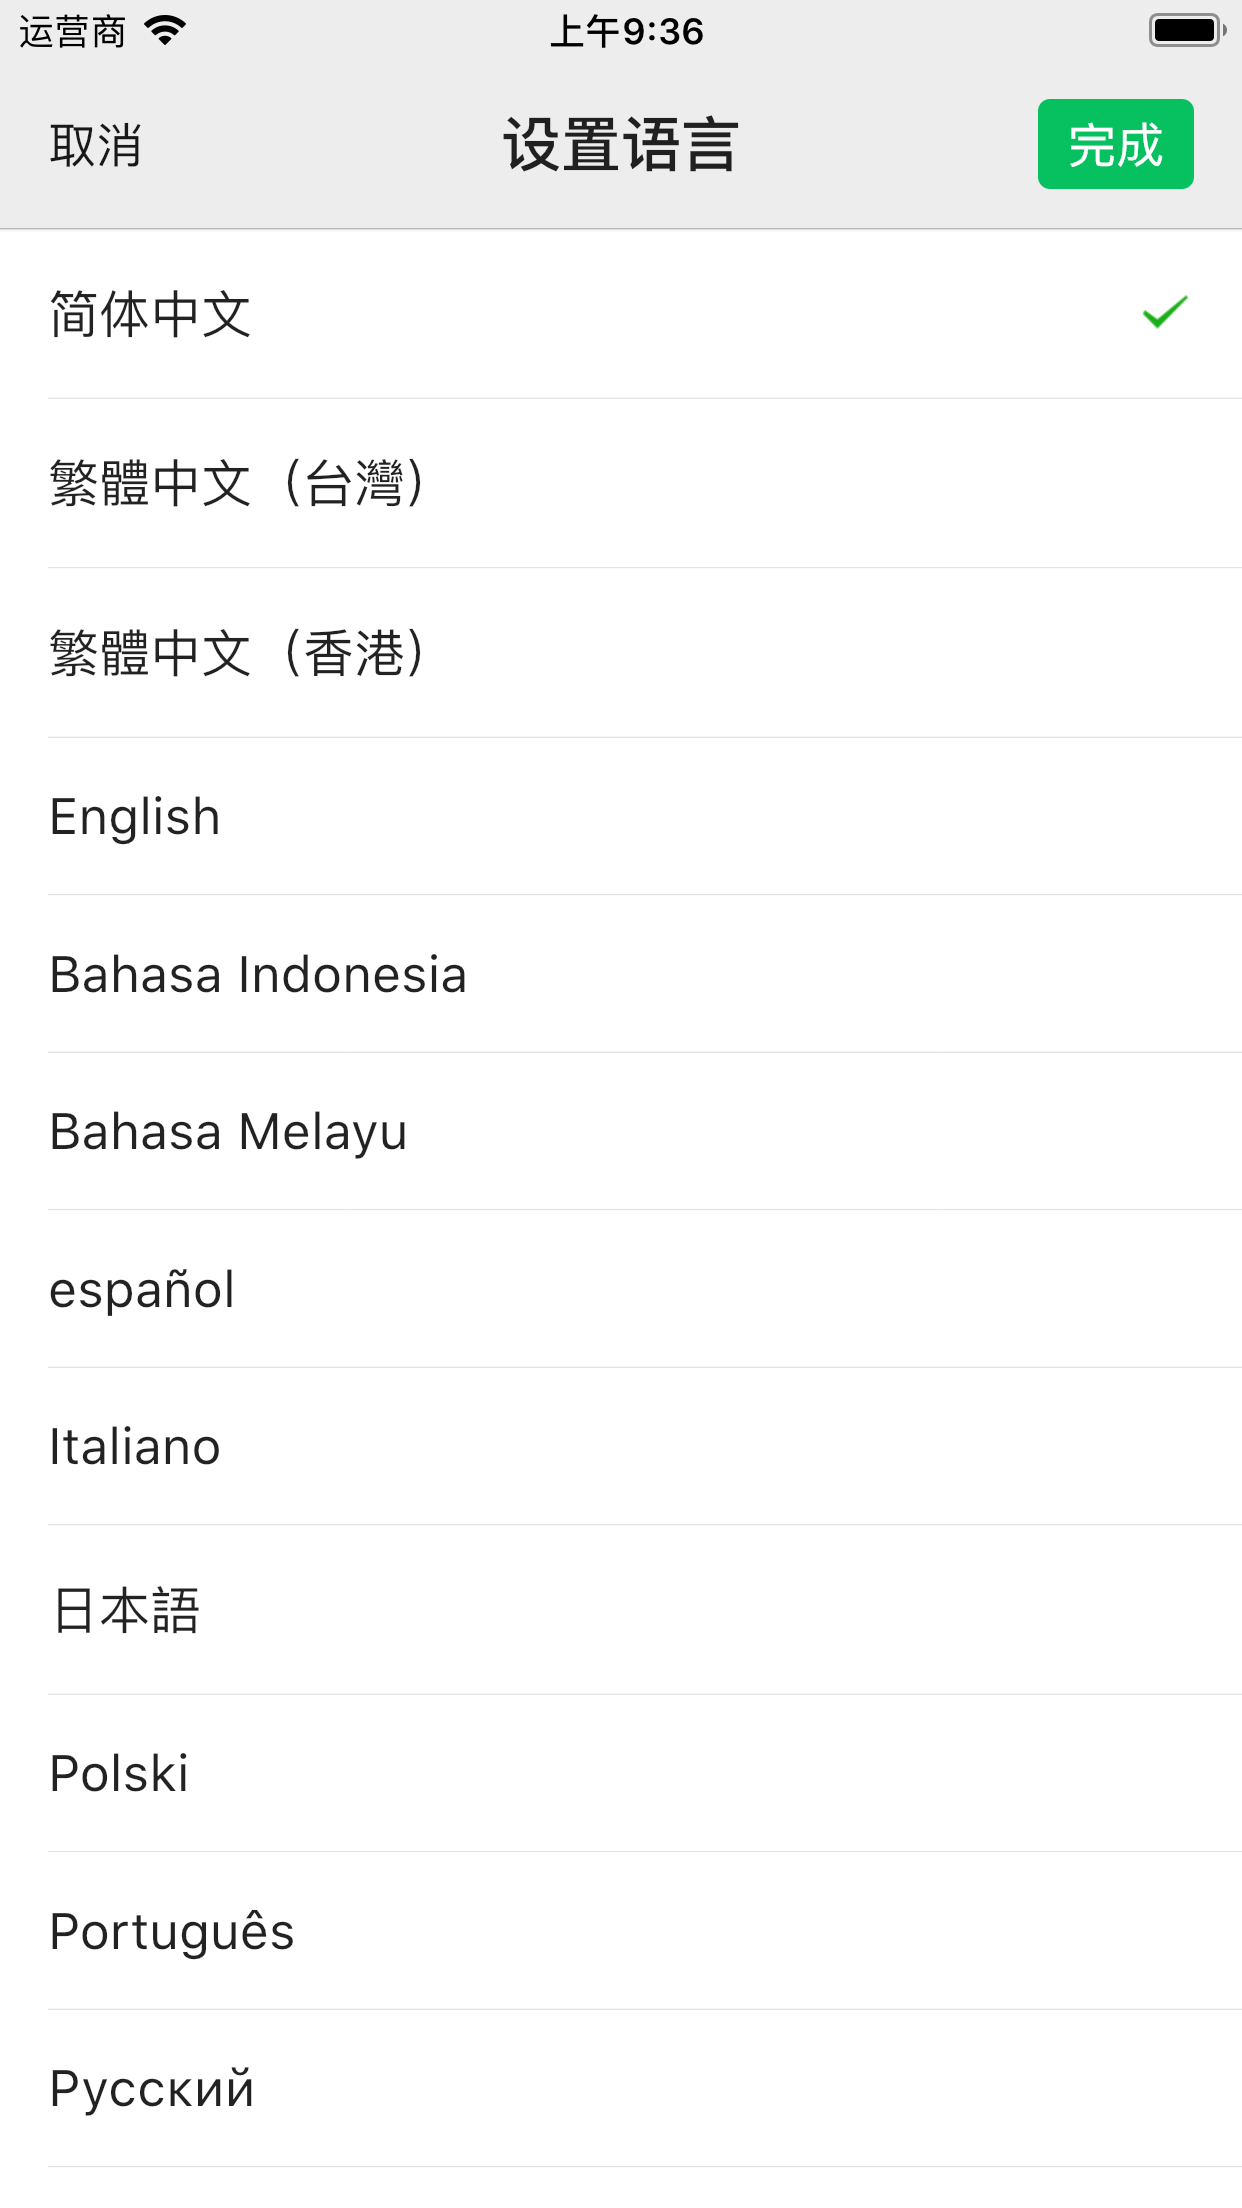 运营商 上午9:36
取消 设置语言 完成
简体中文
繁體中文（台灣）
繁體中文（香港）
English
Bahasa Indonesia
Bahasa Melayu
español
Italiano
日本語
Polski
Português
Русский